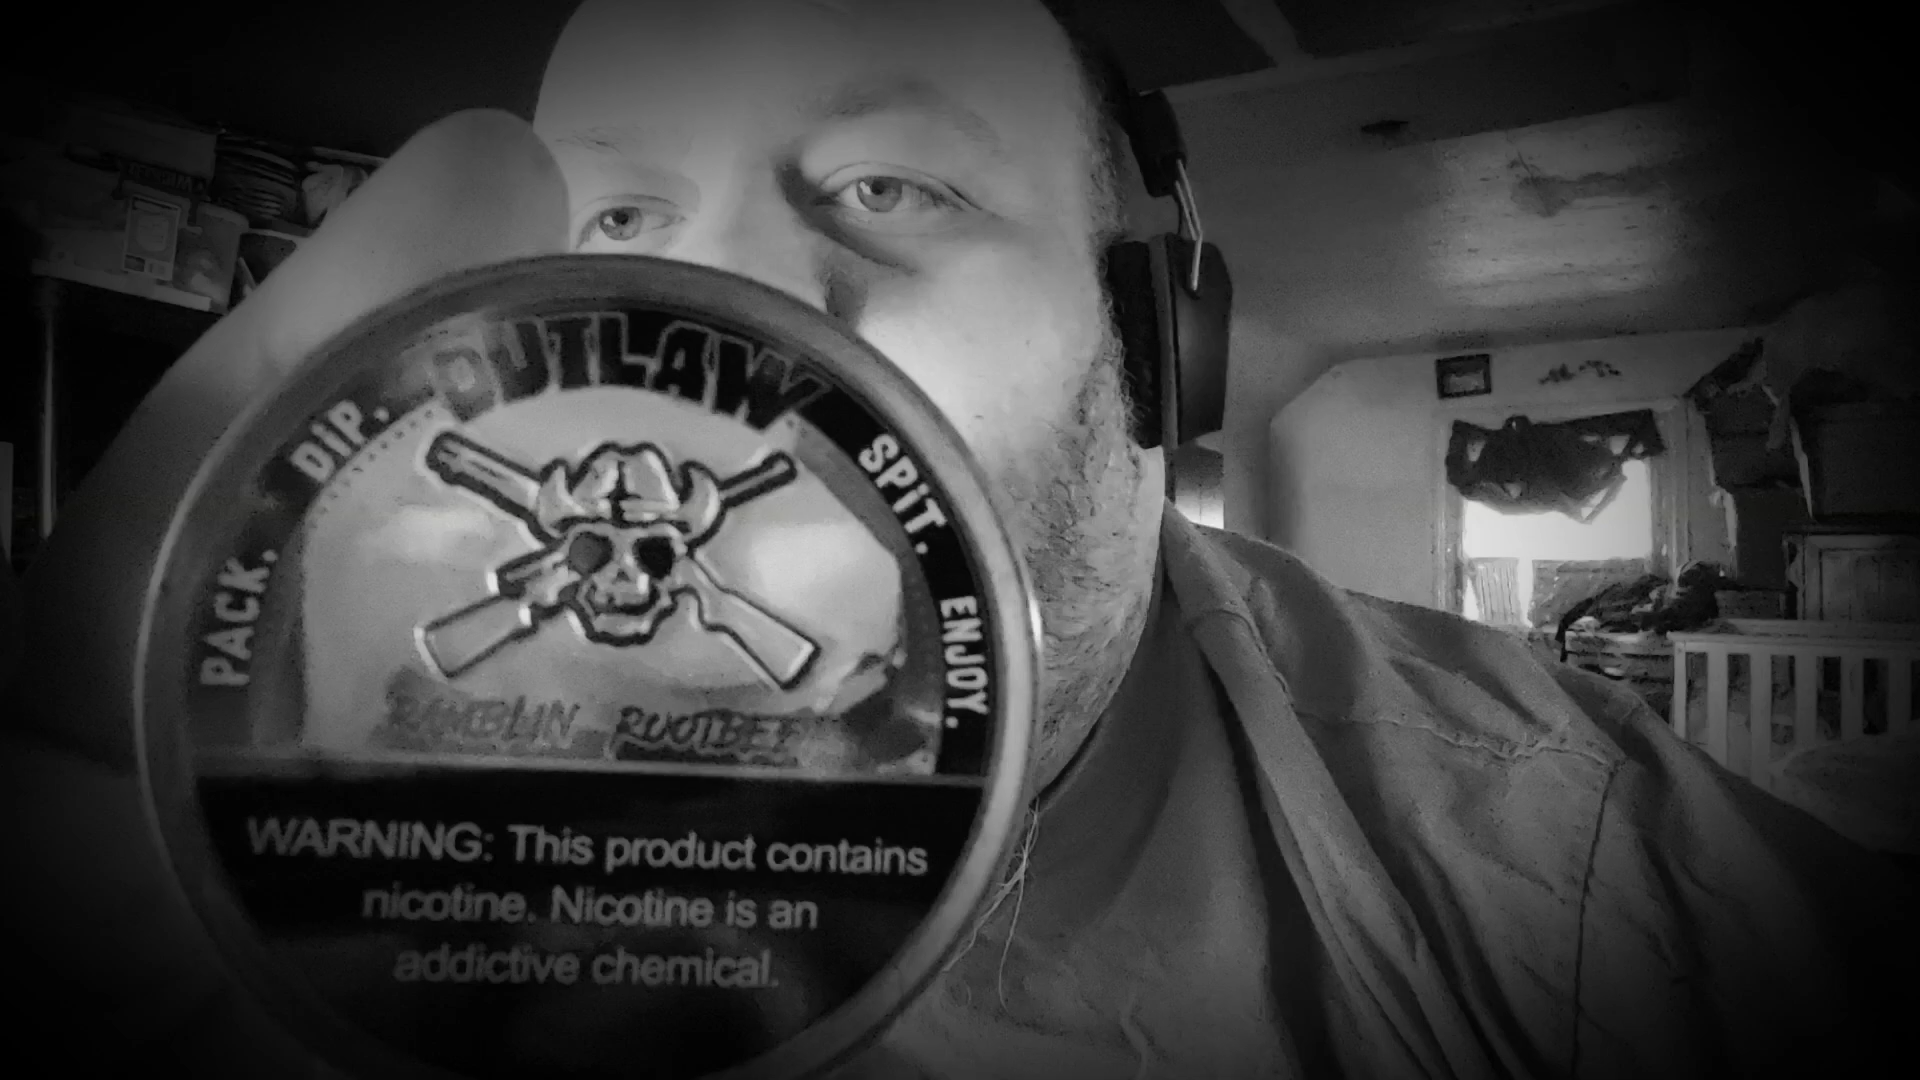 OUTLAW
PACK. DIP. SPIT. ENJOY.
RAMBLIN ROOTBEER
WARNING: This product contains
nicotine. Nicotine is an
addictive chemical.